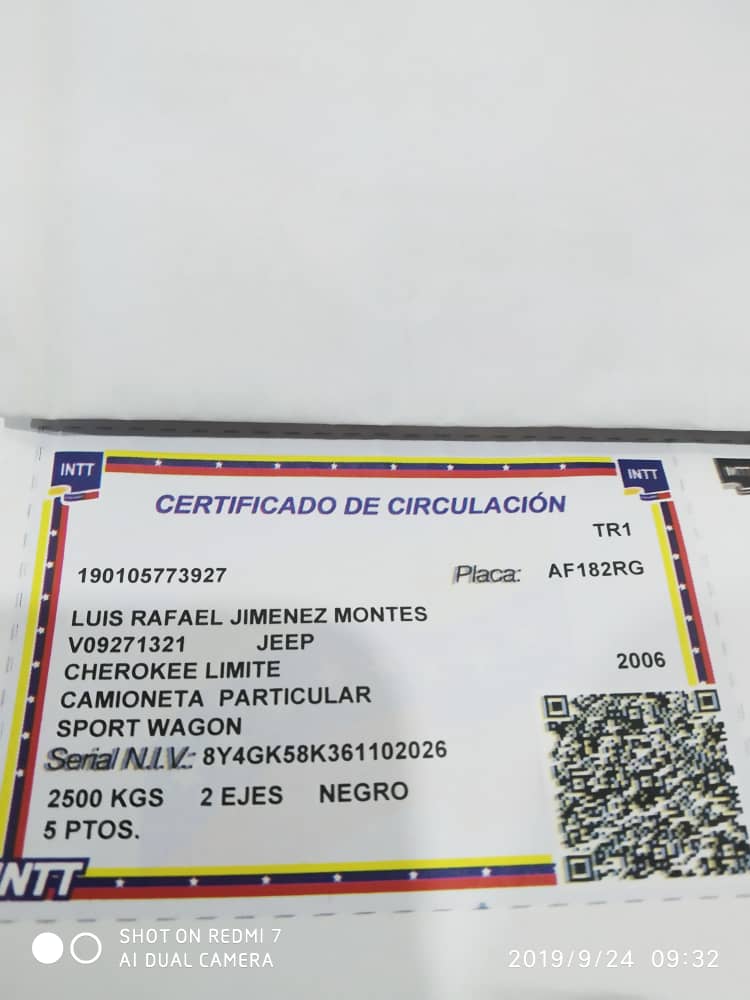 INTT
INTT
CERTIFICADO DE CIRCULACIÓN
TR1
190105773927 Placa: AF182RG
LUIS RAFAEL JIMENEZ MONTES
V09271321 JEEP
CHEROKEE LIMITE 2006
CAMIONETA PARTICULAR
SPORT WAGON
Serial N.I.V.: 8Y4GK58K361102026
2500 KGS 2 EJES NEGRO
5 PTOS.
INTT
SHOT ON REDMI 7
AI DUAL CAMERA
2019/9/24 09:32